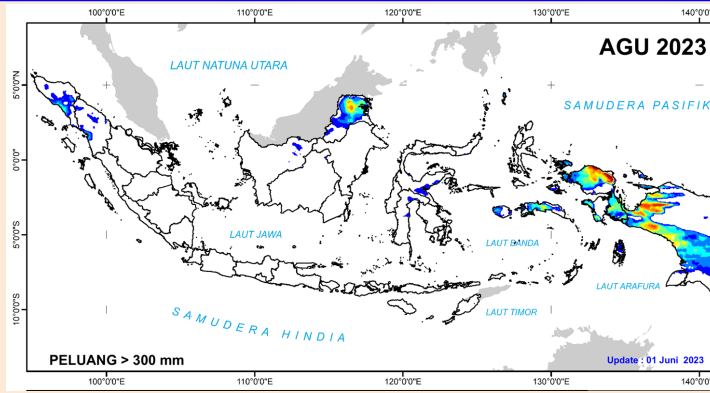 100°0'0"E 110°0'0"E 120°0'0"E 130°0'0"E 140°0'0"
AGU 2023
LAUT NATUNA UTARA
5°0'0"N
SAMUDERA PASIFIK
0°0'0"
LAUT JAWA
LAUT BANDA
5°0'0"S
LAUT ARAFURA
10°0'0"S
SAMUDERA HINDIA
LAUT TIMOR
PELUANG > 300 mm
Update : 01 Juni 2023
100°0'0"E 110°0'0"E 120°0'0"E 130°0'0"E 140°0'0"